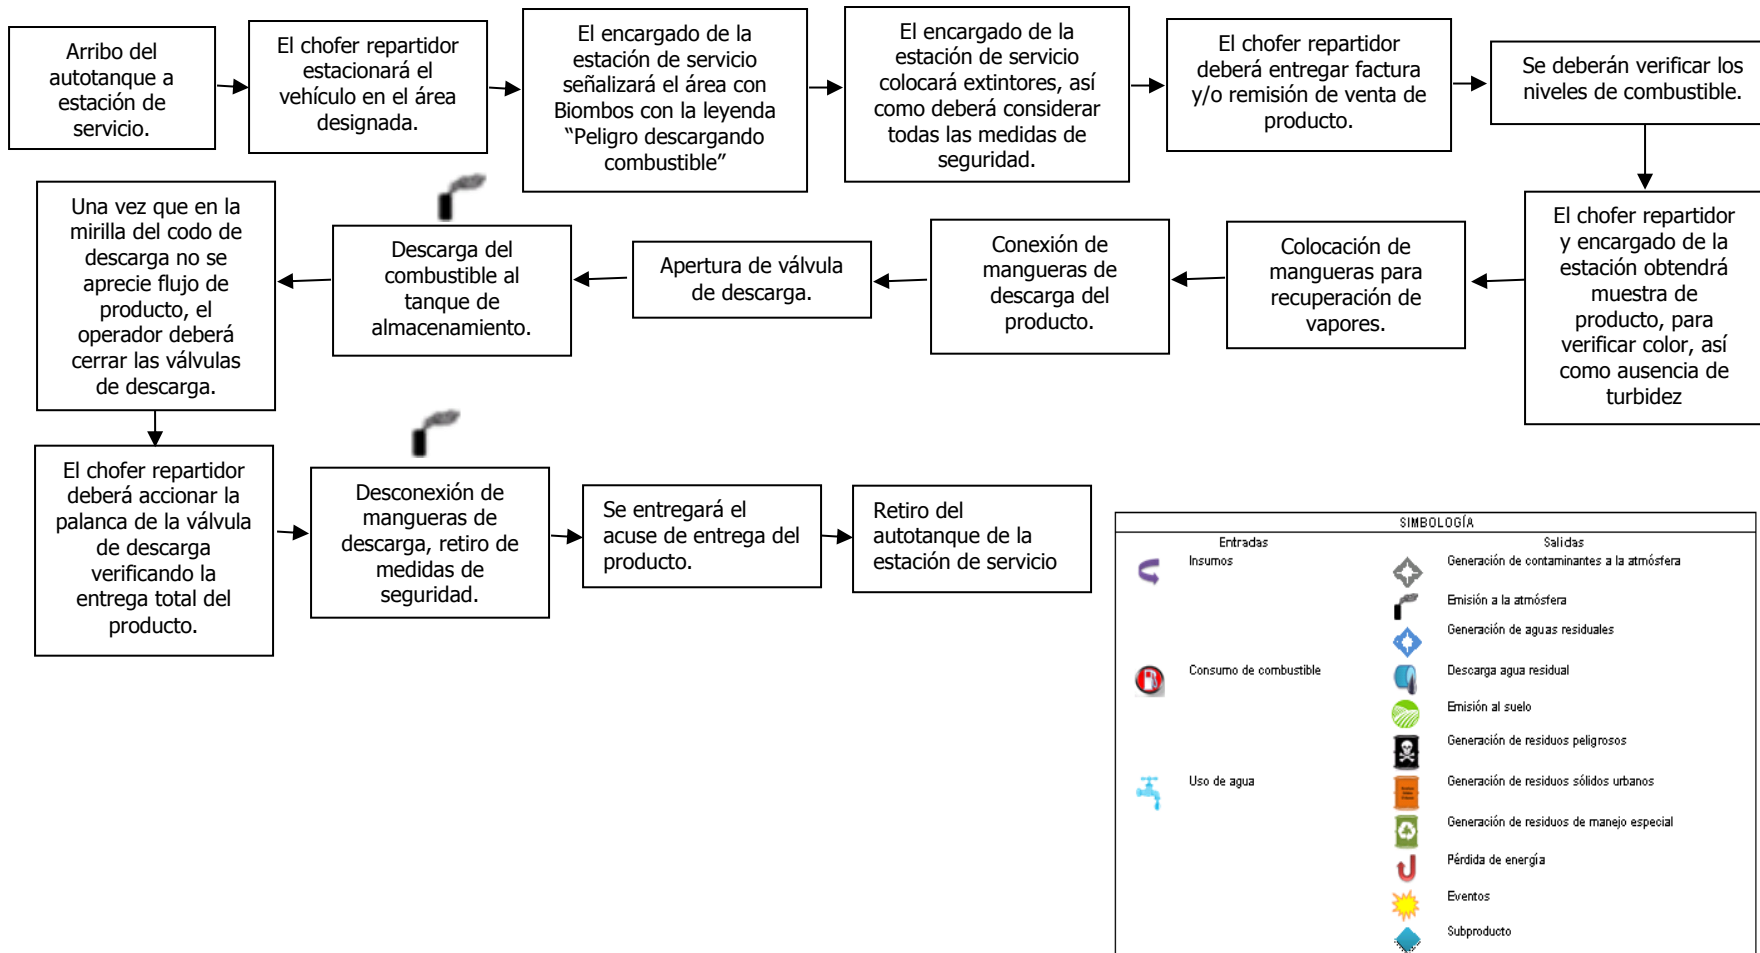 Arribo del
autotanque a
estación de
servicio.
El chofer repartidor
estacionará el
vehículo en el área
designada.
El encargado de la
estación de servicio
señalizará el área con
Biombos con la leyenda
“Peligro descargando
combustible”
El encargado de la
estación de servicio
colocará extintores, así
como deberá considerar
todas las medidas de
seguridad.
El chofer repartidor
deberá entregar factura
y/o remisión de venta de
producto.
Se deberán verificar los
niveles de combustible.
El chofer repartidor
y encargado de la
estación obtendrá
muestra de
producto, para
verificar color, así
como ausencia de
turbidez
Colocación de
mangueras para
recuperación de
vapores.
Conexión de
mangueras de
descarga del
producto.
Apertura de válvula
de descarga.
Descarga del
combustible al
tanque de
almacenamiento.
Una vez que en la
mirilla del codo de
descarga no se
aprecie flujo de
producto, el
operador deberá
cerrar las válvulas
de descarga.
El chofer repartidor
deberá accionar la
palanca de la válvula
de descarga
verificando la
entrega total del
producto.
Desconexión de
mangueras de
descarga, retiro de
medidas de
seguridad.
Se entregará el
acuse de entrega del
producto.
Retiro del
autotanque de la
estación de servicio
SIMBOLOGÍA
Entradas
Insumos
Consumo de combustible
Uso de agua
Salidas
Generación de contaminantes a la atmósfera
Emisión a la atmósfera
Generación de aguas residuales
Descarga agua residual
Emisión al suelo
Generación de residuos peligrosos
Generación de residuos sólidos urbanos
Generación de residuos de manejo especial
Pérdida de energía
Eventos
Subproducto